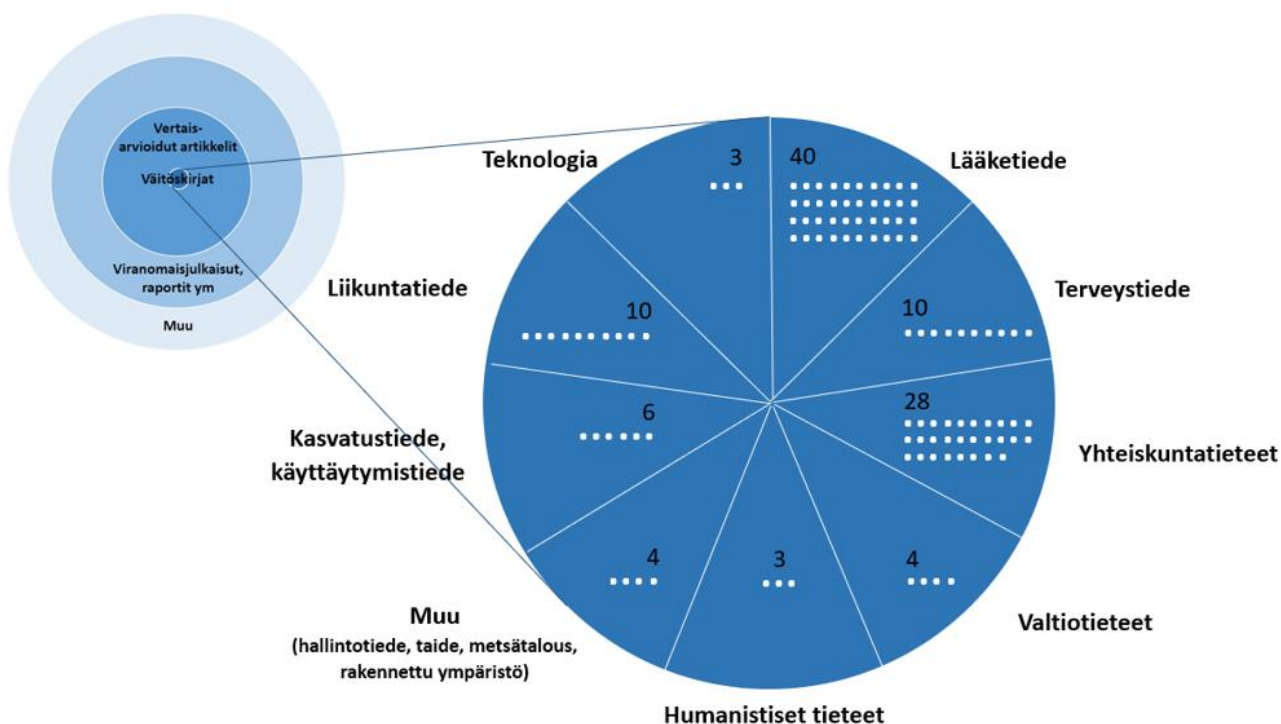 Vertais-
arvioidut artikkelit
Väitöskirjat
Viranomaisjulkaisut,
raportit ym
Muu
Teknologia
3
40
Lääketiede
Liikuntatiede
10
10
Terveystiede
Kasvatustiede,
käyttäytymistiede
6
28
Yhteiskuntatieteet
Muu
(hallintotiede, taide, metsätalous,
rakennettu ympäristö)
4
3
Humanistiset tieteet
4
Valtiotieteet